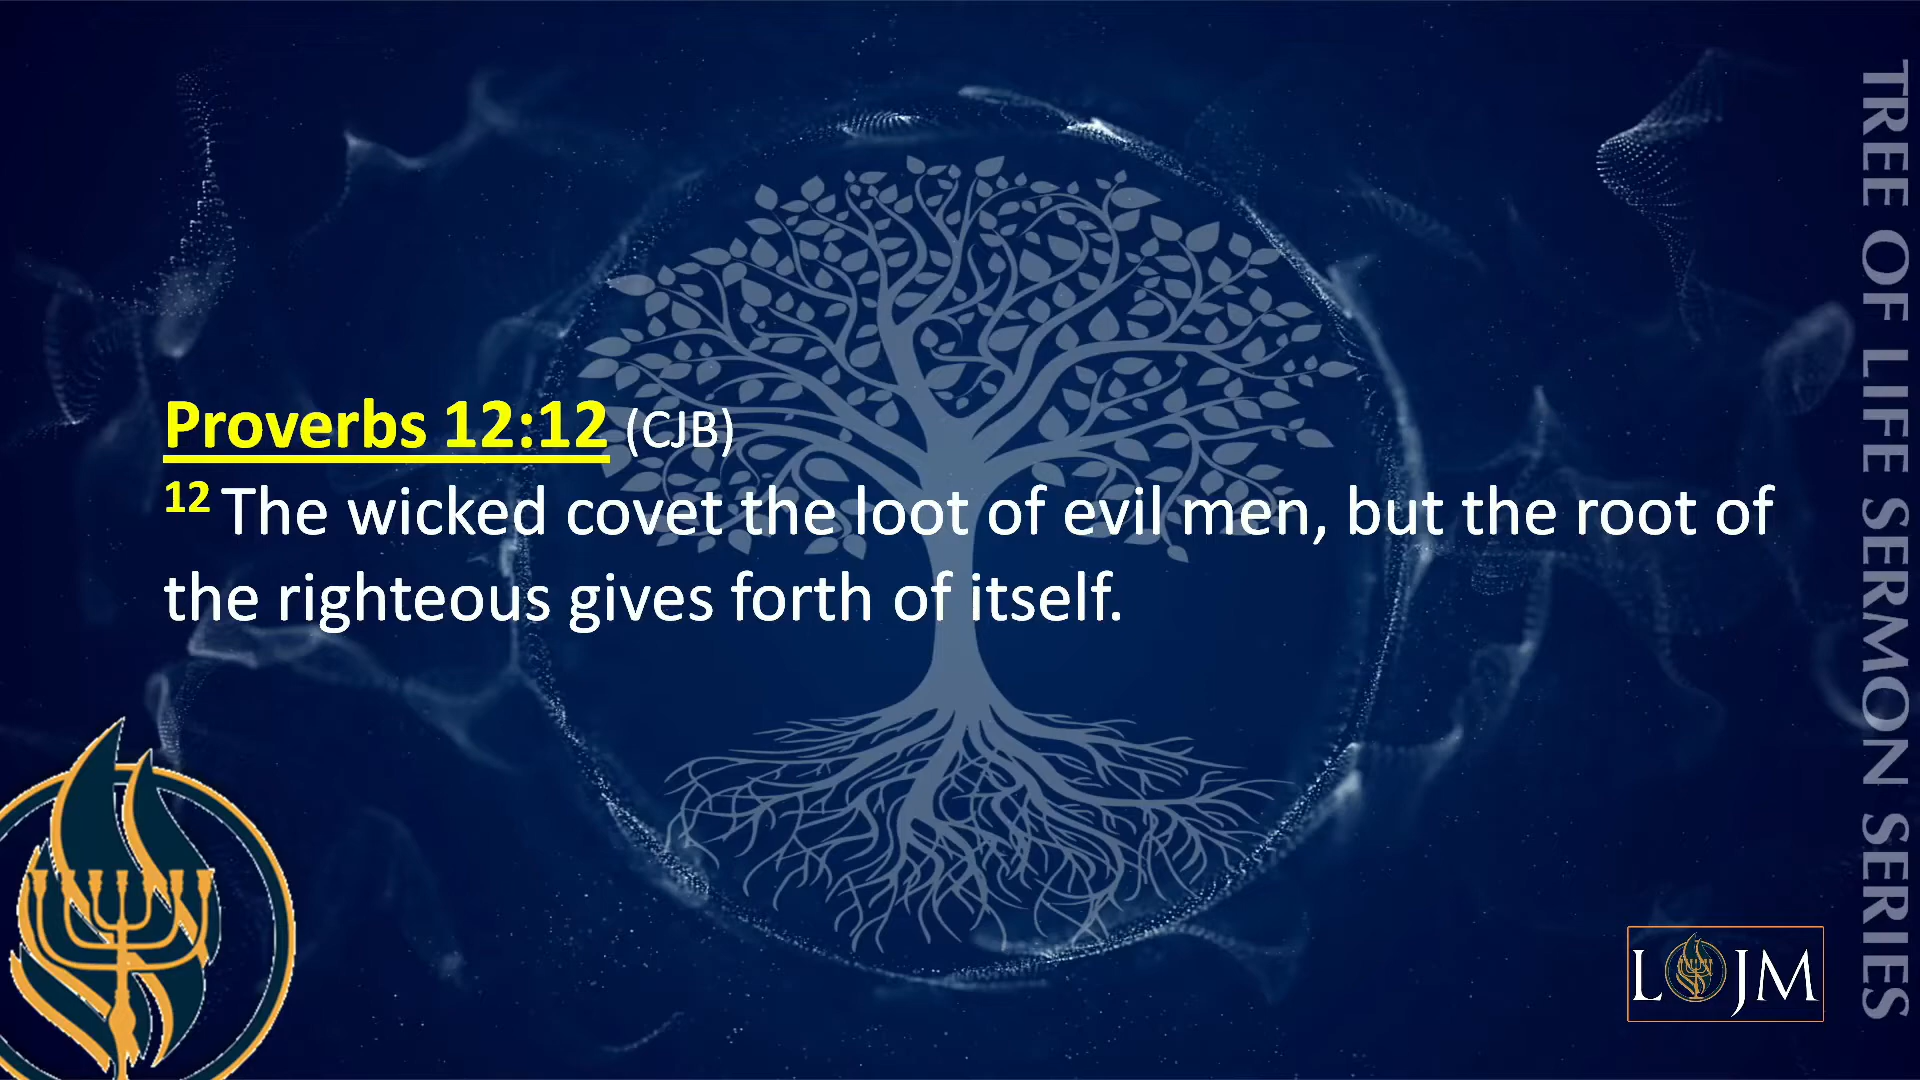 Proverbs 12:12 (CJB)
12 The wicked covet the loot of evil men, but the root of
the righteous gives forth of itself.
TREE OF LIFE SERMON SERIES
L JM